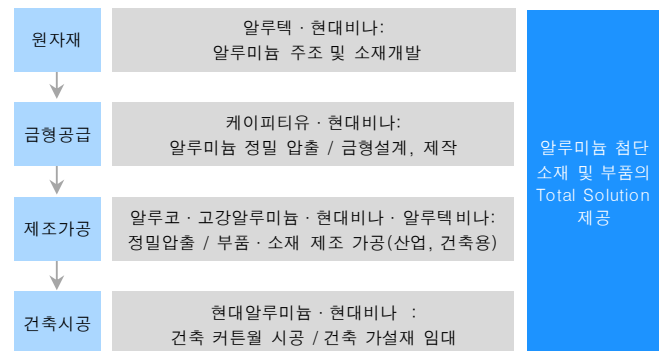 원자재
알루텍 · 현대비나:
알루미늄 주조 및 소재개발
금형공급
케이피티유 · 현대비나:
알루미늄 정밀 압출 / 금형설계, 제작
제조가공
알루코 · 고강알루미늄 · 현대비나 · 알루텍비나:
정밀압출 / 부품 · 소재 제조 가공(산업, 건축용)
건축시공
현대알루미늄 · 현대비나 :
건축 커튼월 시공 / 건축 가설재 임대
알루미늄 첨단
소재 및 부품의
Total Solution
제공